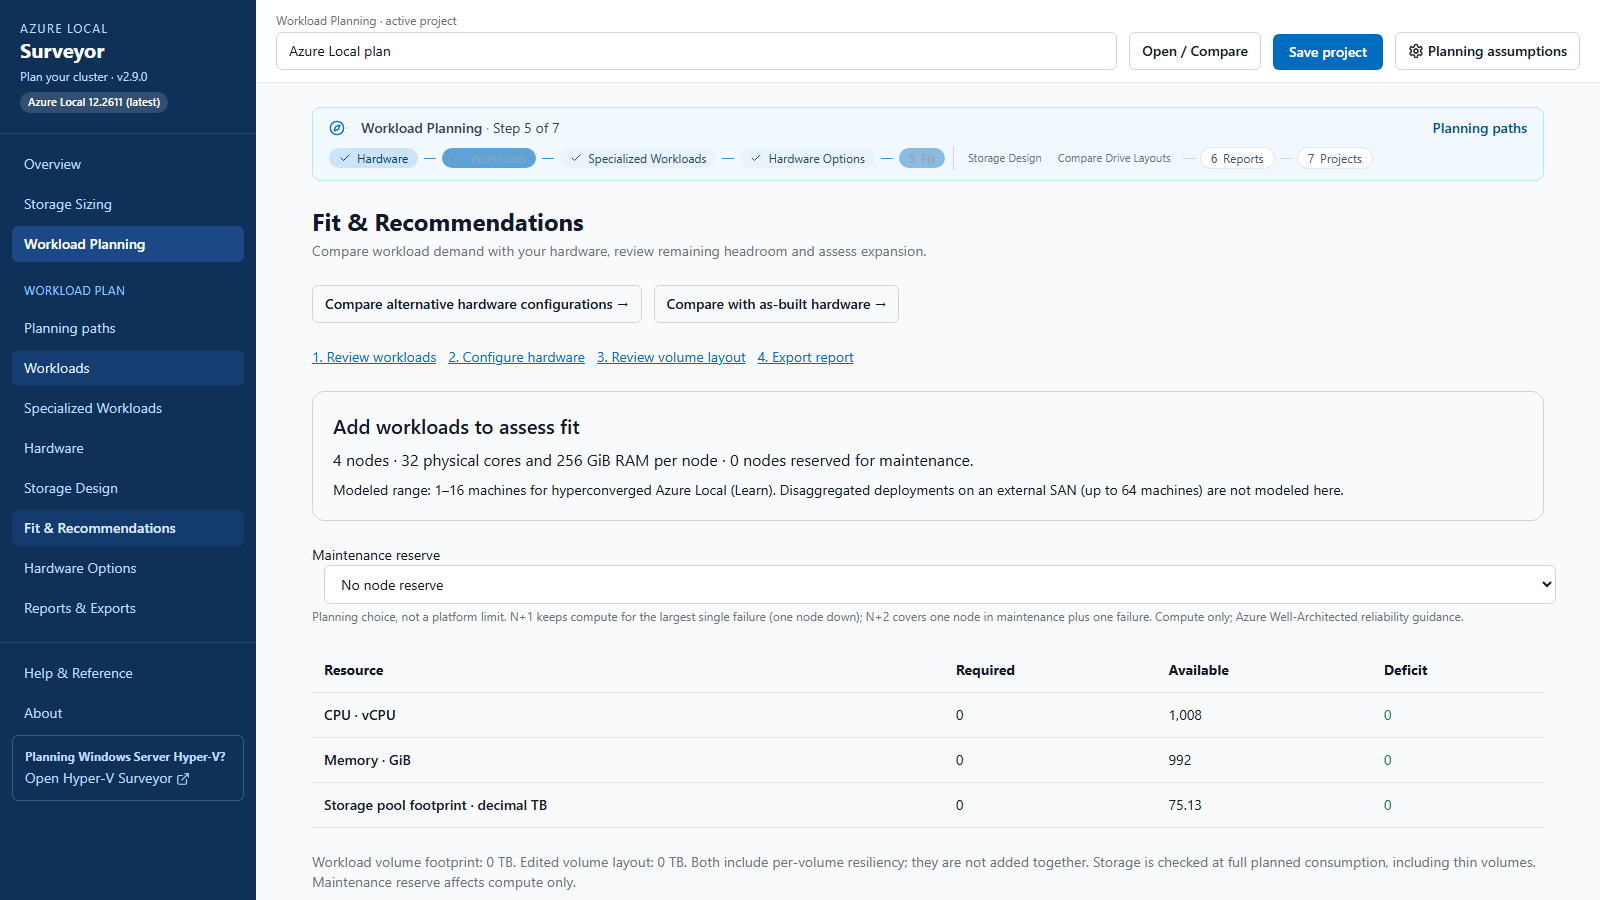 AZURE LOCAL
Surveyor
Plan your cluster · v2.9.0
Azure Local 12.2611 (latest)
Overview
Storage Sizing
Workload Planning
WORKLOAD PLAN
Planning paths
Workloads
Specialized Workloads
Hardware
Storage Design
Fit & Recommendations
Hardware Options
Reports & Exports
Help & Reference
About
Planning Windows Server Hyper-V?
Open Hyper-V Surveyor
Workload Planning · active project
Azure Local plan
Open / Compare
Save project
Planning assumptions
Workload Planning · Step 5 of 7
Planning paths
Hardware
Workloads
Specialized Workloads
Hardware Options
5 Fit
Storage Design
Compare Drive Layouts
6 Reports
7 Projects
Fit & Recommendations
Compare workload demand with your hardware, review remaining headroom and assess expansion.
Compare alternative hardware configurations →
Compare with as-built hardware →
1. Review workloads 2. Configure hardware 3. Review volume layout 4. Export report
Add workloads to assess fit
4 nodes · 32 physical cores and 256 GiB RAM per node · 0 nodes reserved for maintenance.
Modeled range: 1–16 machines for hyperconverged Azure Local (Learn). Disaggregated deployments on an external SAN (up to 64 machines) are not modeled here.
Maintenance reserve
No node reserve
Planning choice, not a platform limit. N+1 keeps compute for the largest single failure (one node down); N+2 covers one node in maintenance plus one failure. Compute only; Azure Well-Architected reliability guidance.
Resource Required Available Deficit
CPU · vCPU 0 1,008 0
Memory · GiB 0 992 0
Storage pool footprint · decimal TB 0 75.13 0
Workload volume footprint: 0 TB. Edited volume layout: 0 TB. Both include per-volume resiliency; they are not added together. Storage is checked at full planned consumption, including thin volumes.
Maintenance reserve affects compute only.